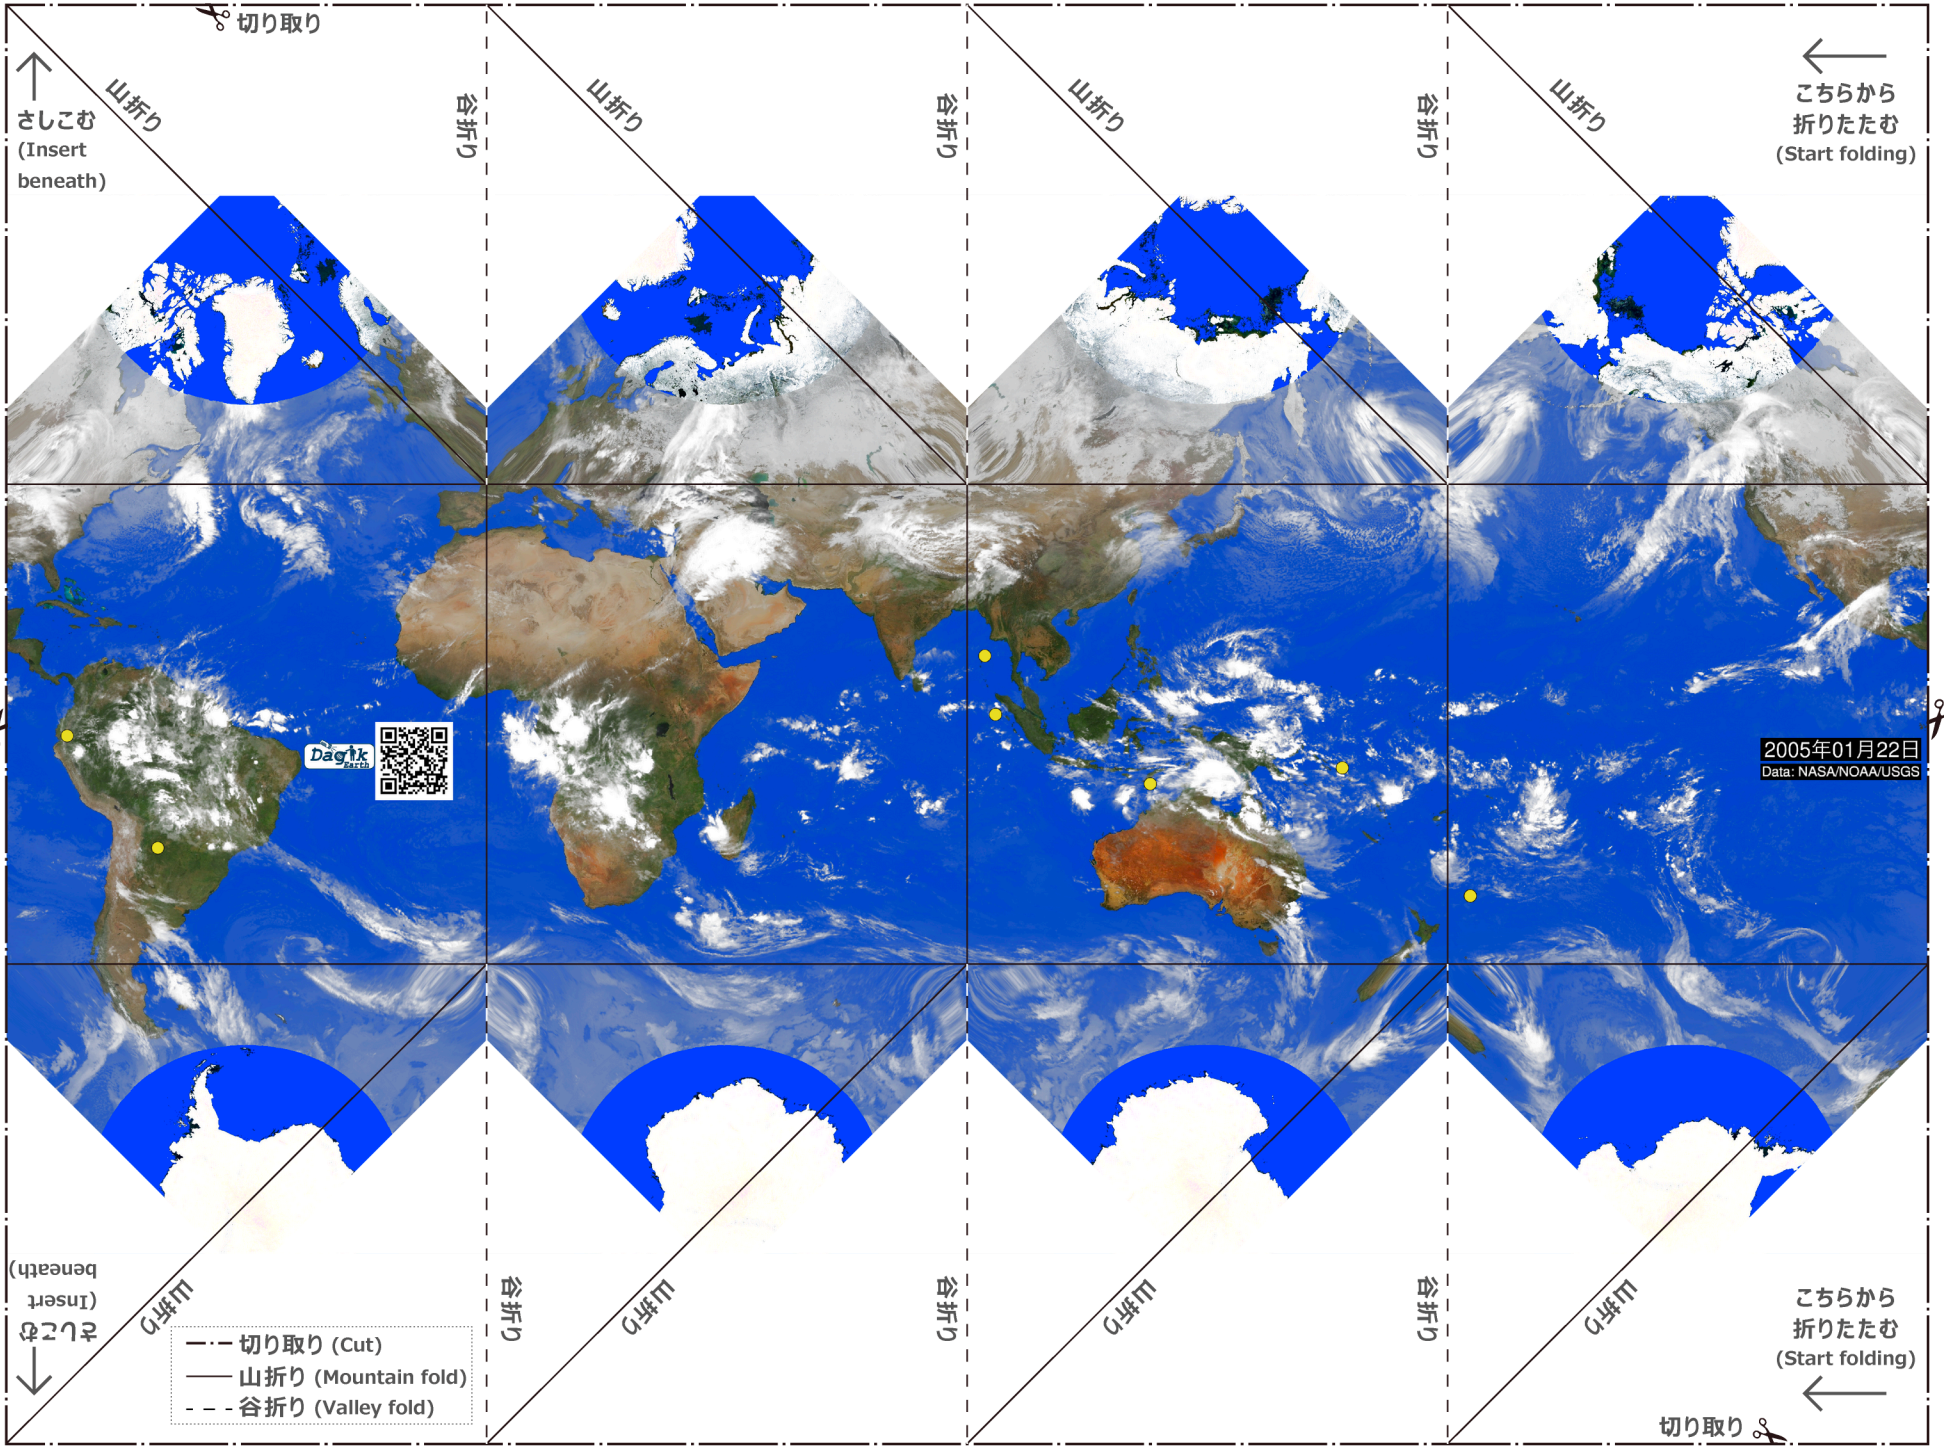 切り取り
山折り
谷折り
山折り
谷折り
山折り
谷折り
山折り
さしこむ
(Insert
beneath)
こちらから
折りたたむ
(Start folding)
Dagik
Earth
2005年01月22日
Data: NASA/NOAA/USGS
さしこむ
(Insert
beneath)
山折り
谷折り
山折り
谷折り
山折り
谷折り
山折り
こちらから
折りたたむ
(Start folding)
切り取り (Cut)
山折り (Mountain fold)
谷折り (Valley fold)
切り取り